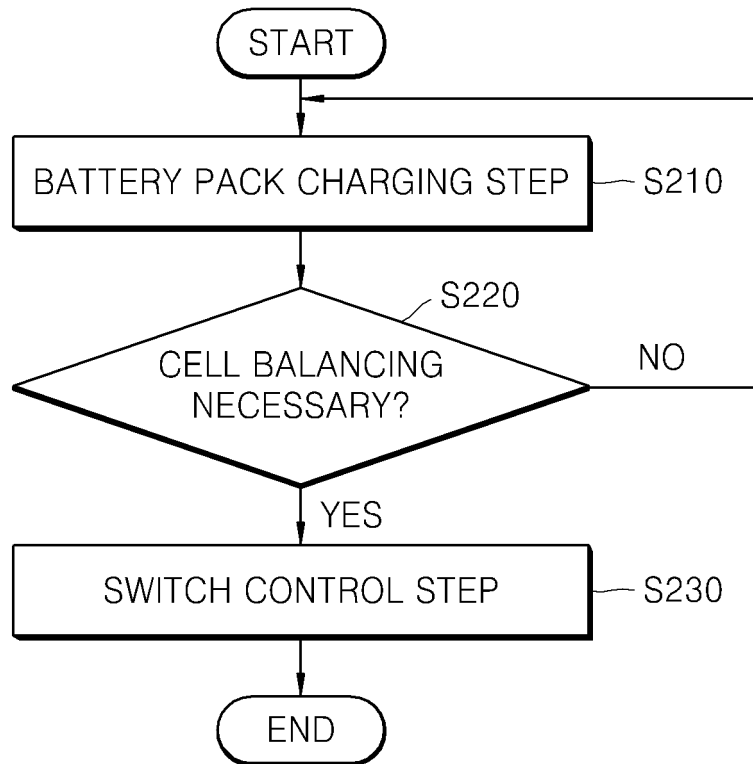 START
BATTERY PACK CHARGING STEP
S210
S220
CELL BALANCING
NECESSARY?
NO
YES
SWITCH CONTROL STEP
S230
END